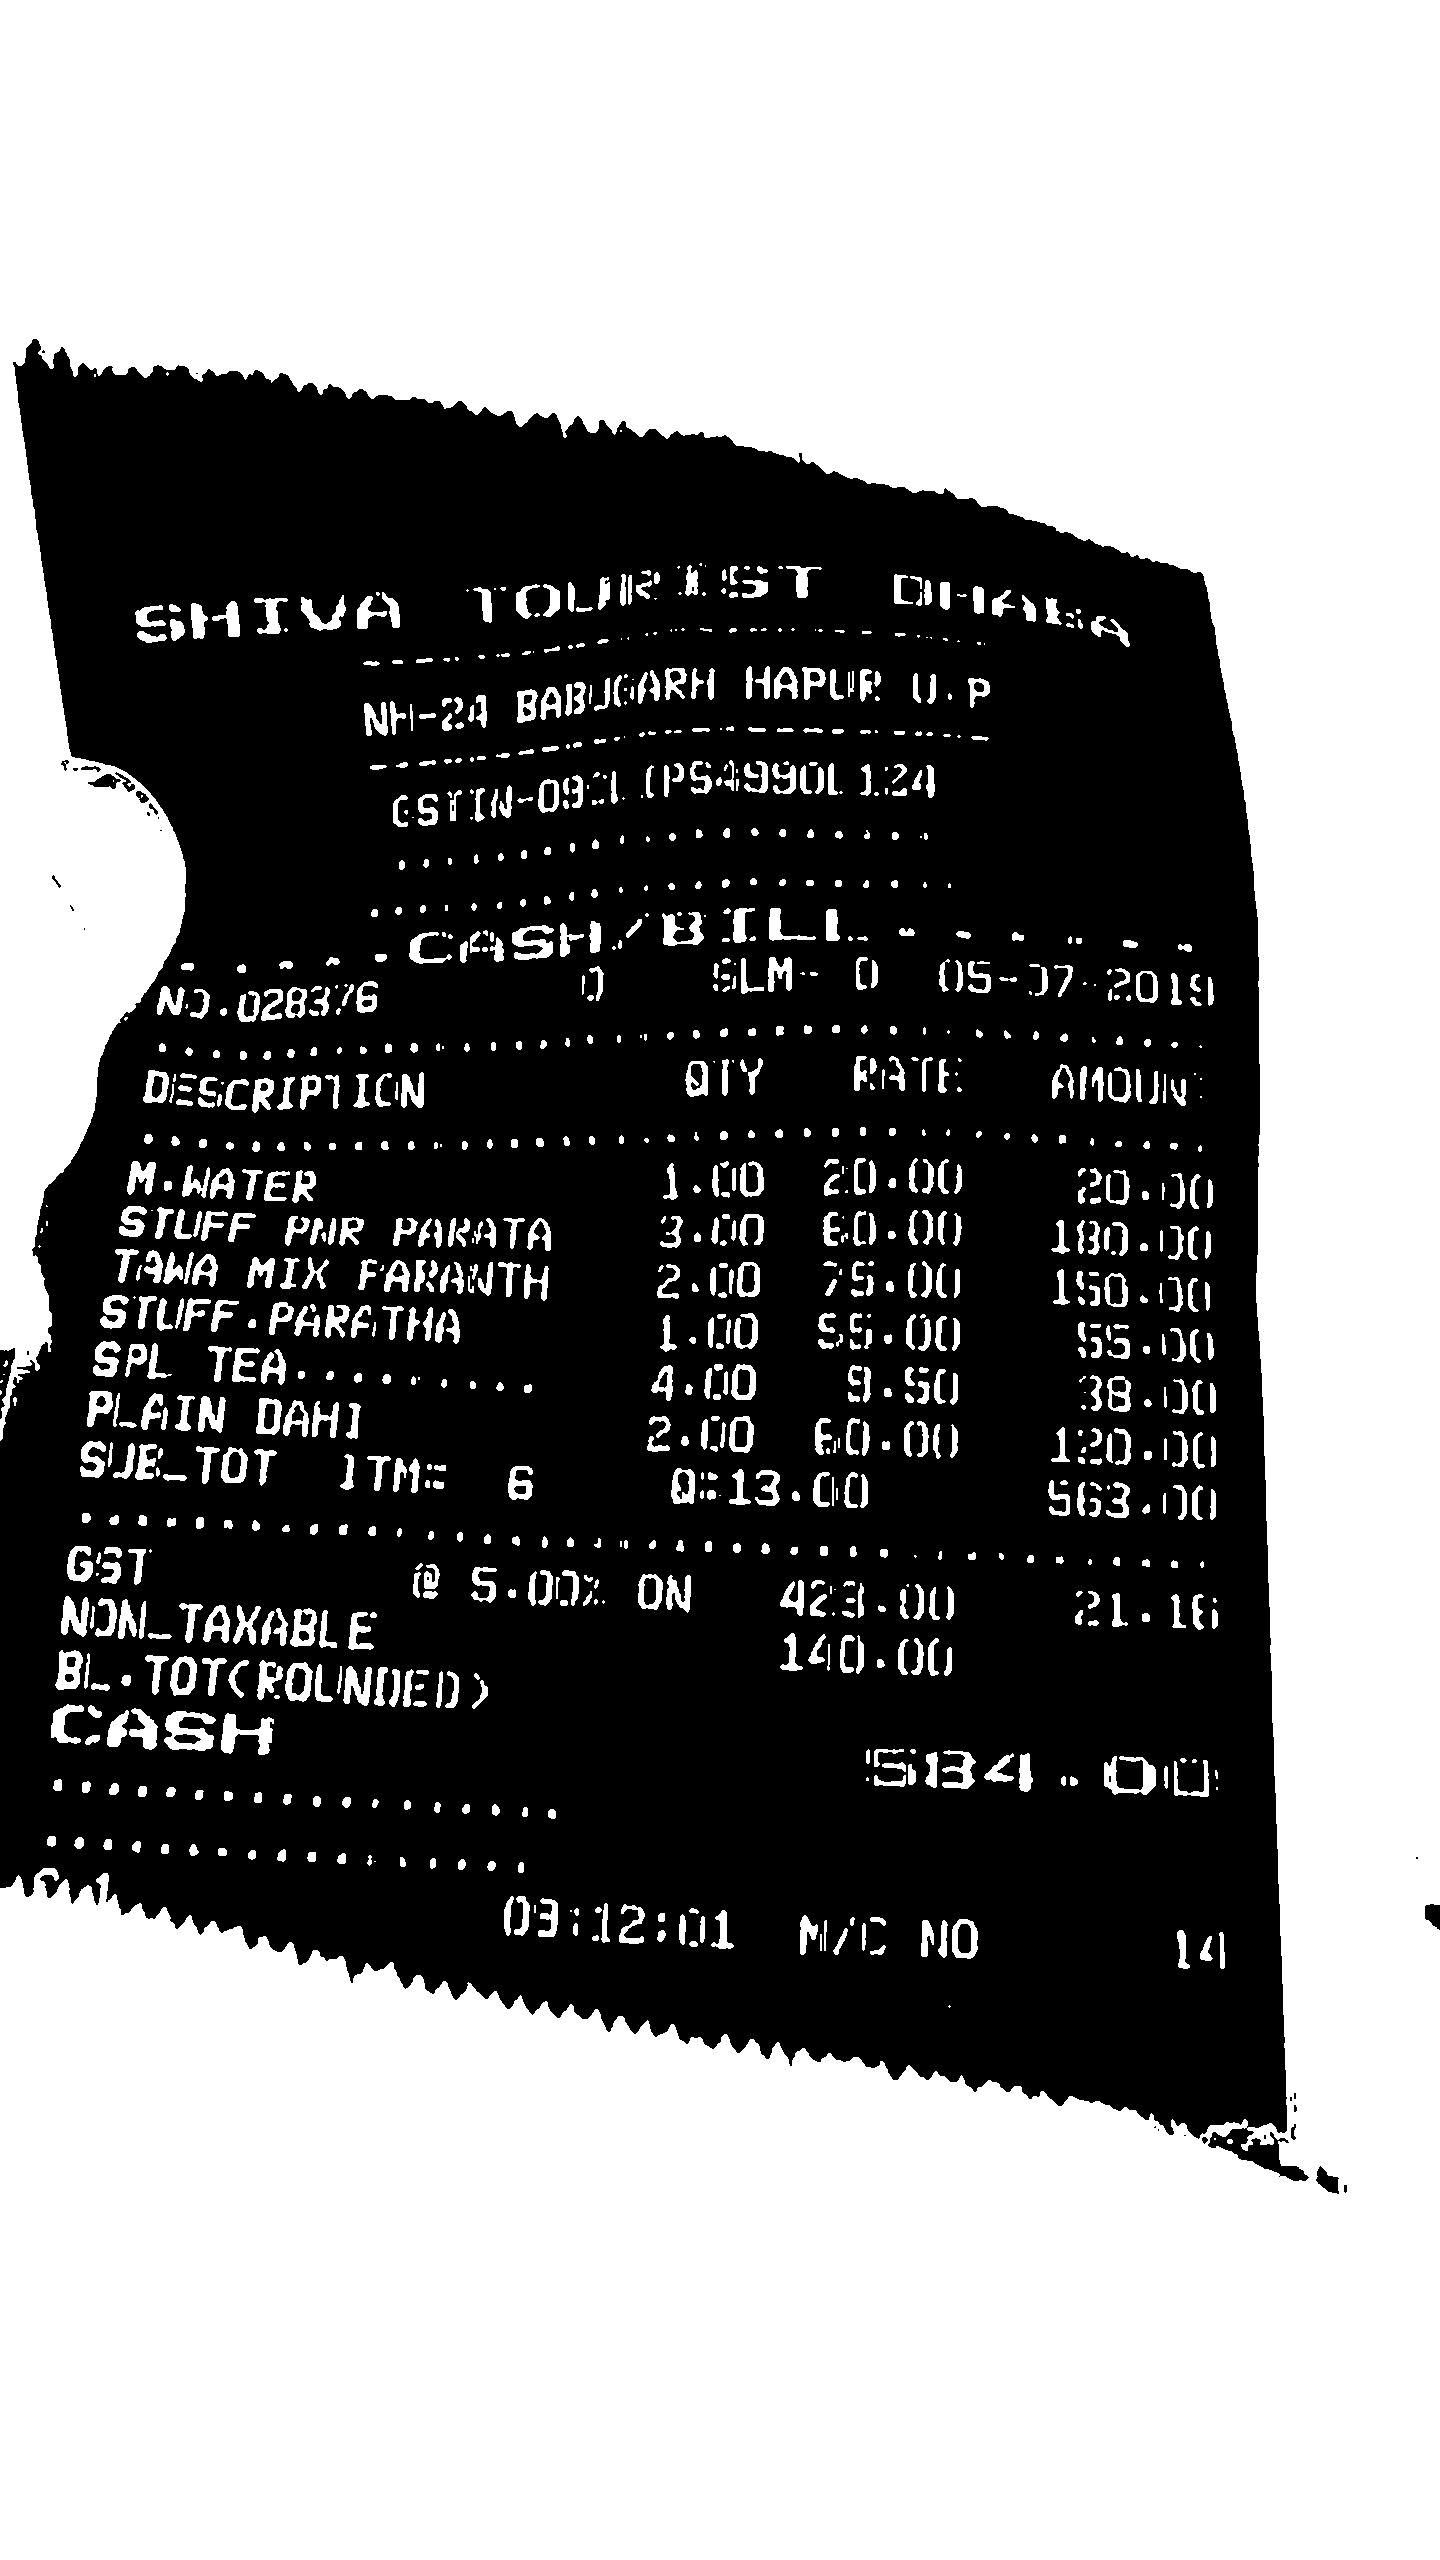 SHIVA TOURIST DHABA
NH-24 BABUGARH HAPUR U.P
CASH/BILL
NO.028376 0 SLM- 0 05-07-2019
DESCRIPTION QTY RATE AMOUNT
M.WATER 1.00 20.00 20.00
STUFF PNR PARATA 3.00 60.00 180.00
TAWA MIX PARANTH 2.00 75.00 150.00
STUFF.PARATHA 1.00 55.00 55.00
SPL TEA......... 4.00 9.50 38.00
PLAIN DAHI 2.00 60.00 120.00
SUB_TOT ITM= 6 Q=13.00 563.00
GST @ 5.00% ON 423.00 21.16
NON_TAXABLE 140.00
BL.TOT(ROUNDED)
CASH 584.00
03:12:01 M/C NO 14